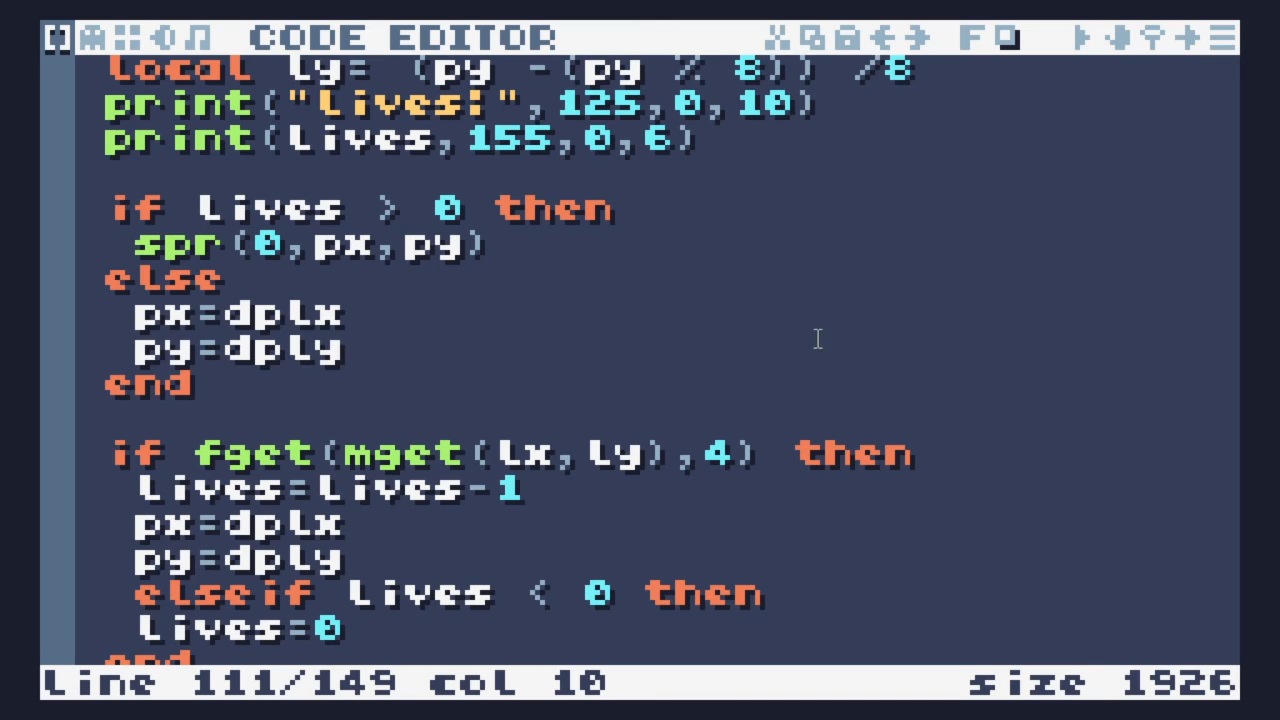 CODE EDITOR F
local ly= (py -(py % 8)) /8
print("Lives:",125,0,10)
print(lives,155,0,6)
if lives > 0 then
spr(0,px,py)
else
px=dplx
py=dply
end
if fget(mget(lx,ly),4) then
lives=lives-1
px=dplx
py=dply
elseif lives < 0 then
lives=0
end
line 111/149 col 10 size 1926